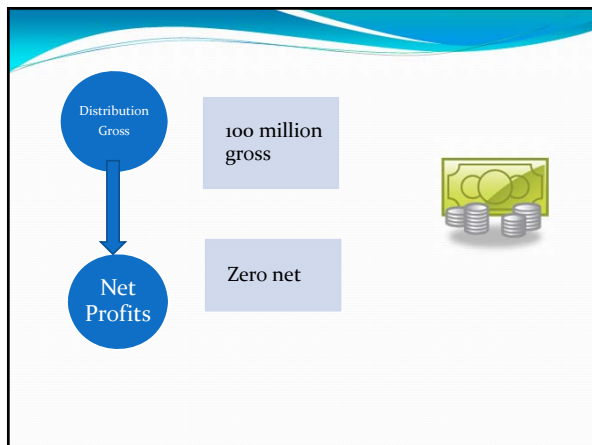 Distribution
Gross
100 million
gross
Net
Profits
Zero net